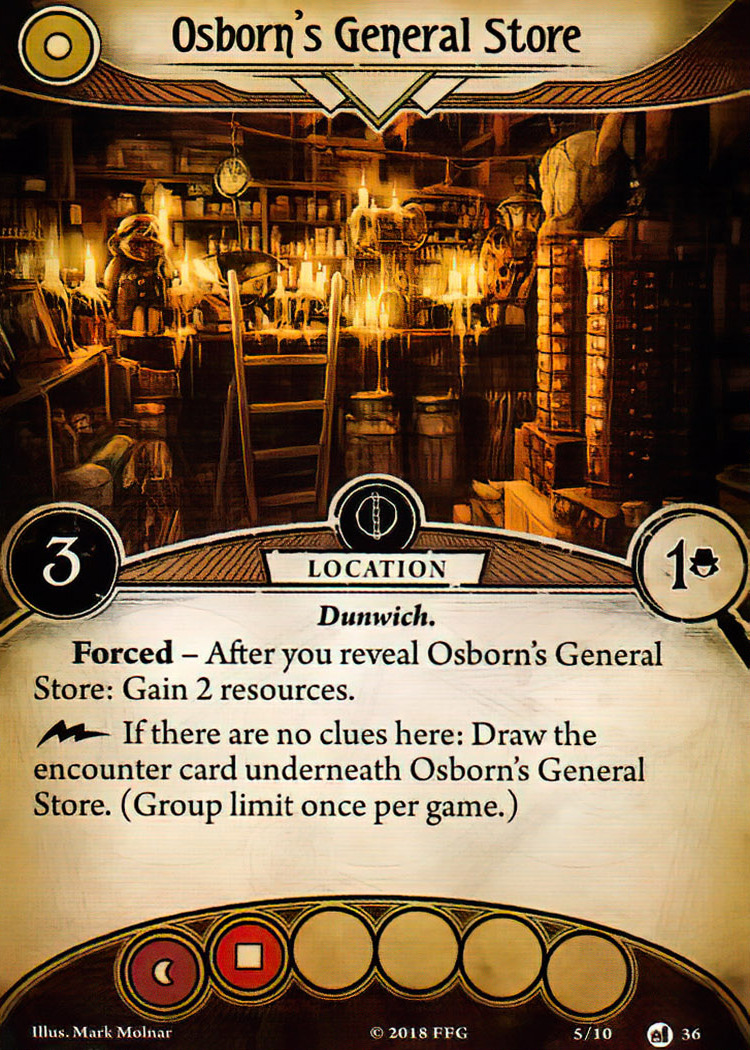 Osborn's General Store
3
LOCATION
1
Dunwich.
Forced – After you reveal Osborn's General
Store: Gain 2 resources.
If there are no clues here: Draw the
encounter card underneath Osborn's General
Store. (Group limit once per game.)
Illus. Mark Molnar
© 2018 FFG
5/10
36